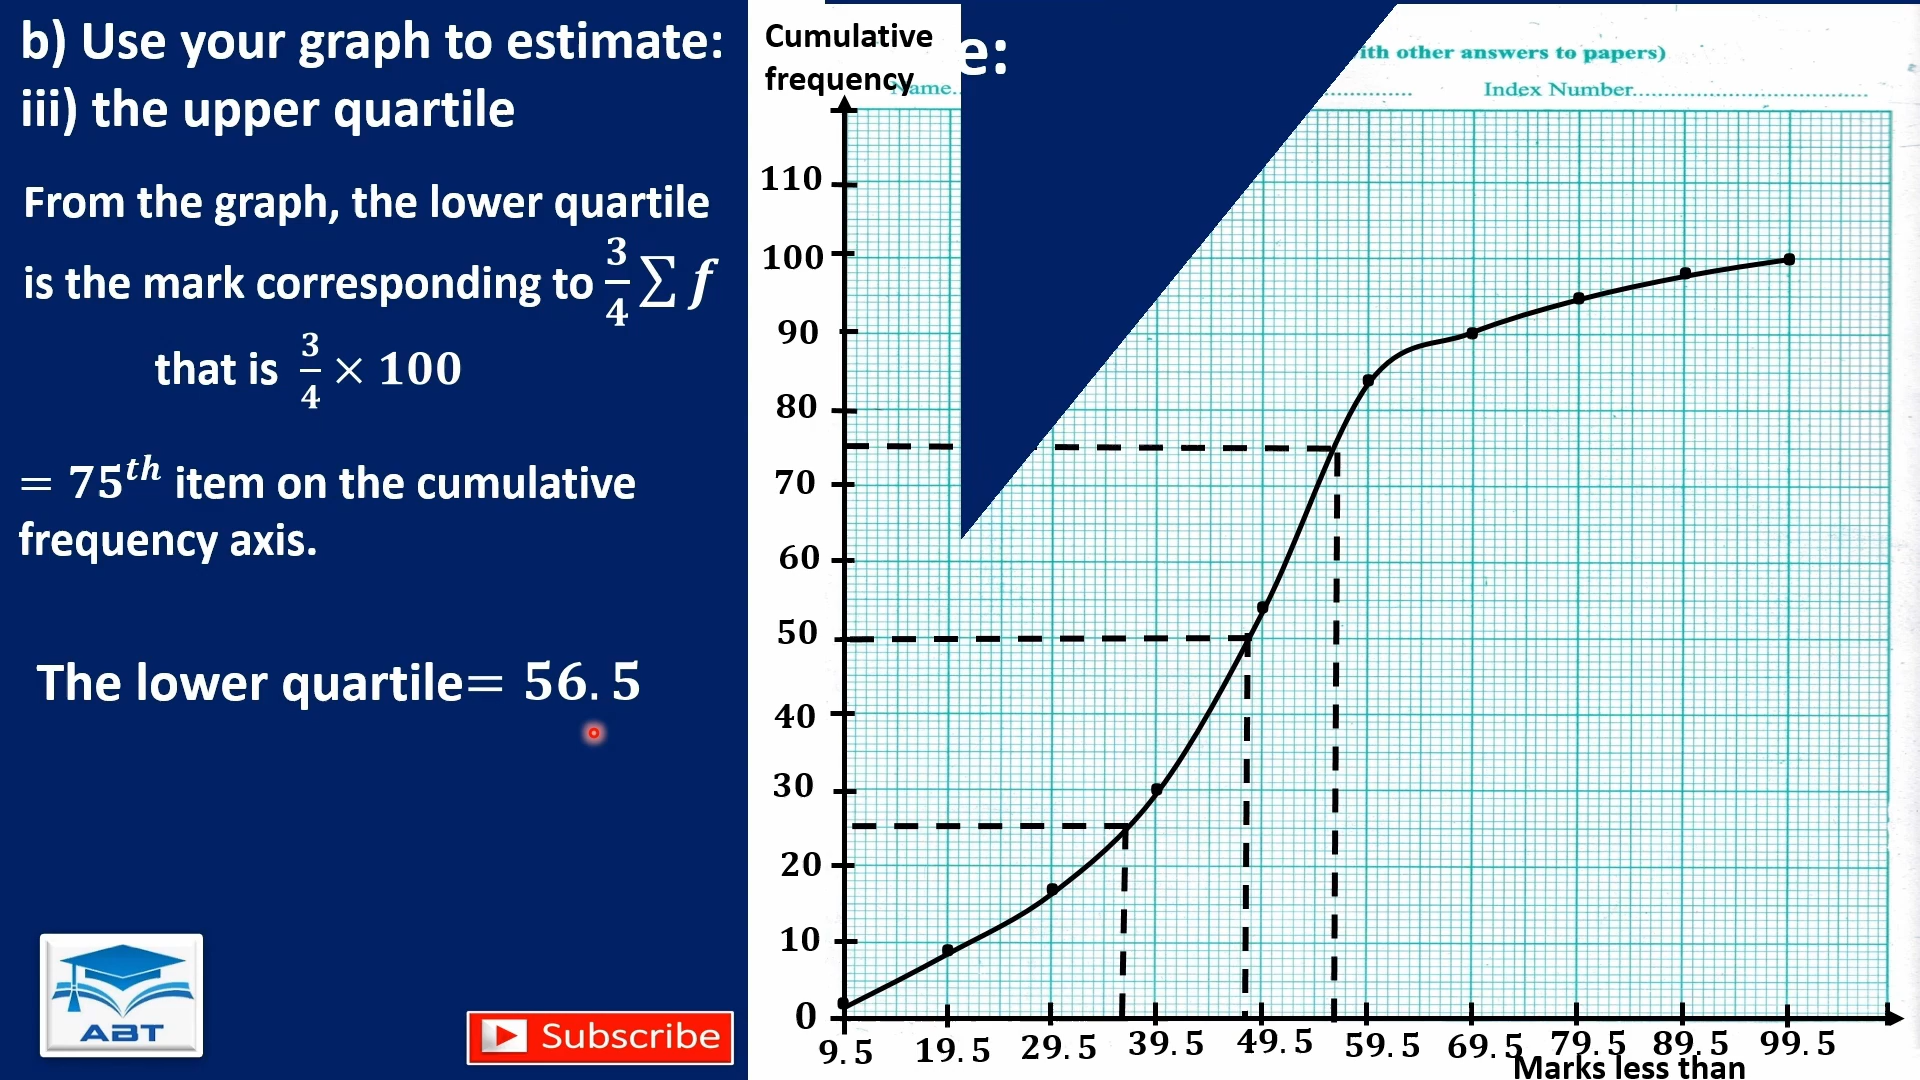 b) Use your graph to estimate:
iii) the upper quartile
From the graph, the lower quartile
is the mark corresponding to 3/4 ∑ f
that is 3/4 × 100
= 75th item on the cumulative
frequency axis.
The lower quartile= 56.5
ABT
Subscribe
Cumulative
frequency
e:
ith other answers to papers)
ame..
Index Number
110
100
90
80
70
60
50
40
30
20
10
0
9.5 19.5 29.5 39.5 49.5 59.5 69.5 79.5 89.5 99.5
Marks less than